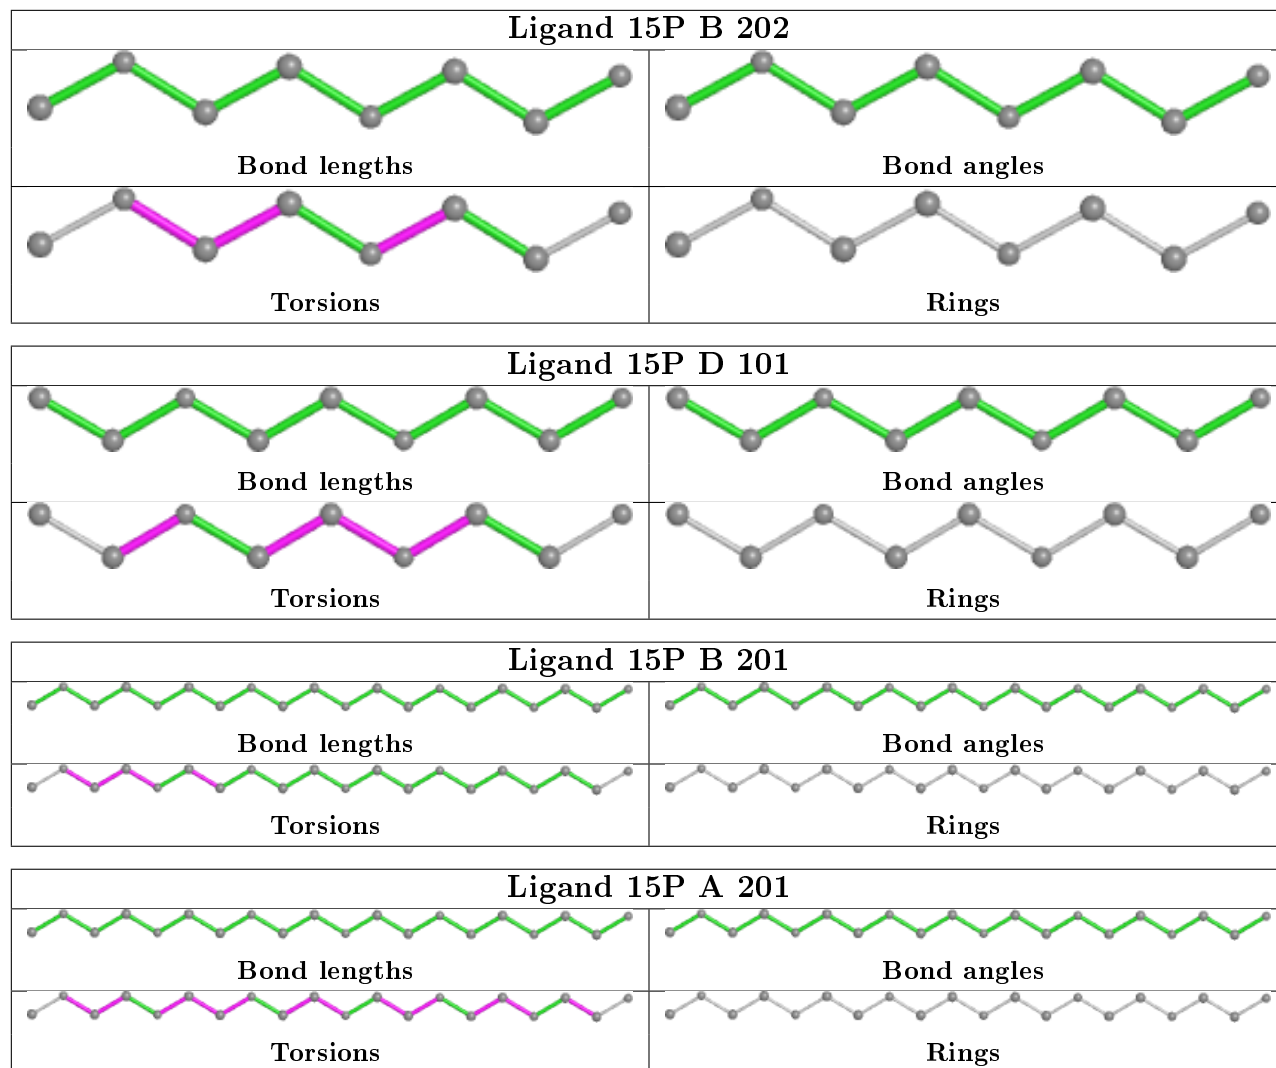 Ligand 15P B 202
Bond lengths
Bond angles
Torsions
Rings
Ligand 15P D 101
Bond lengths
Bond angles
Torsions
Rings
Ligand 15P B 201
Bond lengths
Bond angles
Torsions
Rings
Ligand 15P A 201
Bond lengths
Bond angles
Torsions
Rings